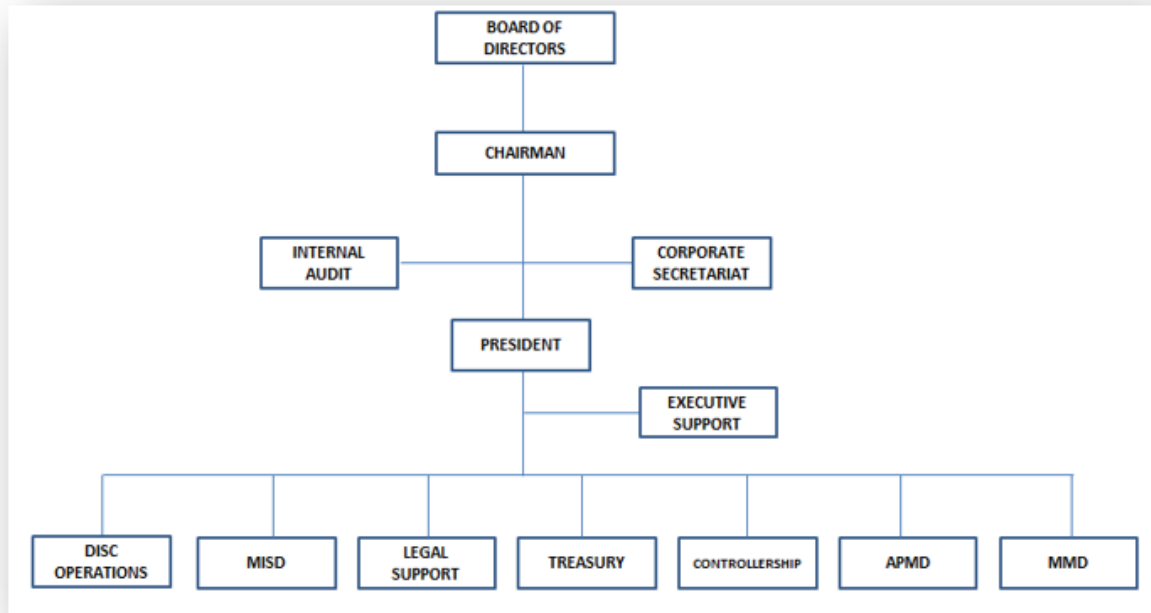 BOARD OF
DIRECTORS
CHAIRMAN
INTERNAL
AUDIT
CORPORATE
SECRETARIAT
PRESIDENT
EXECUTIVE
SUPPORT
DISC
OPERATIONS
MISD
LEGAL
SUPPORT
TREASURY
CONTROLLERSHIP
APMD
MMD